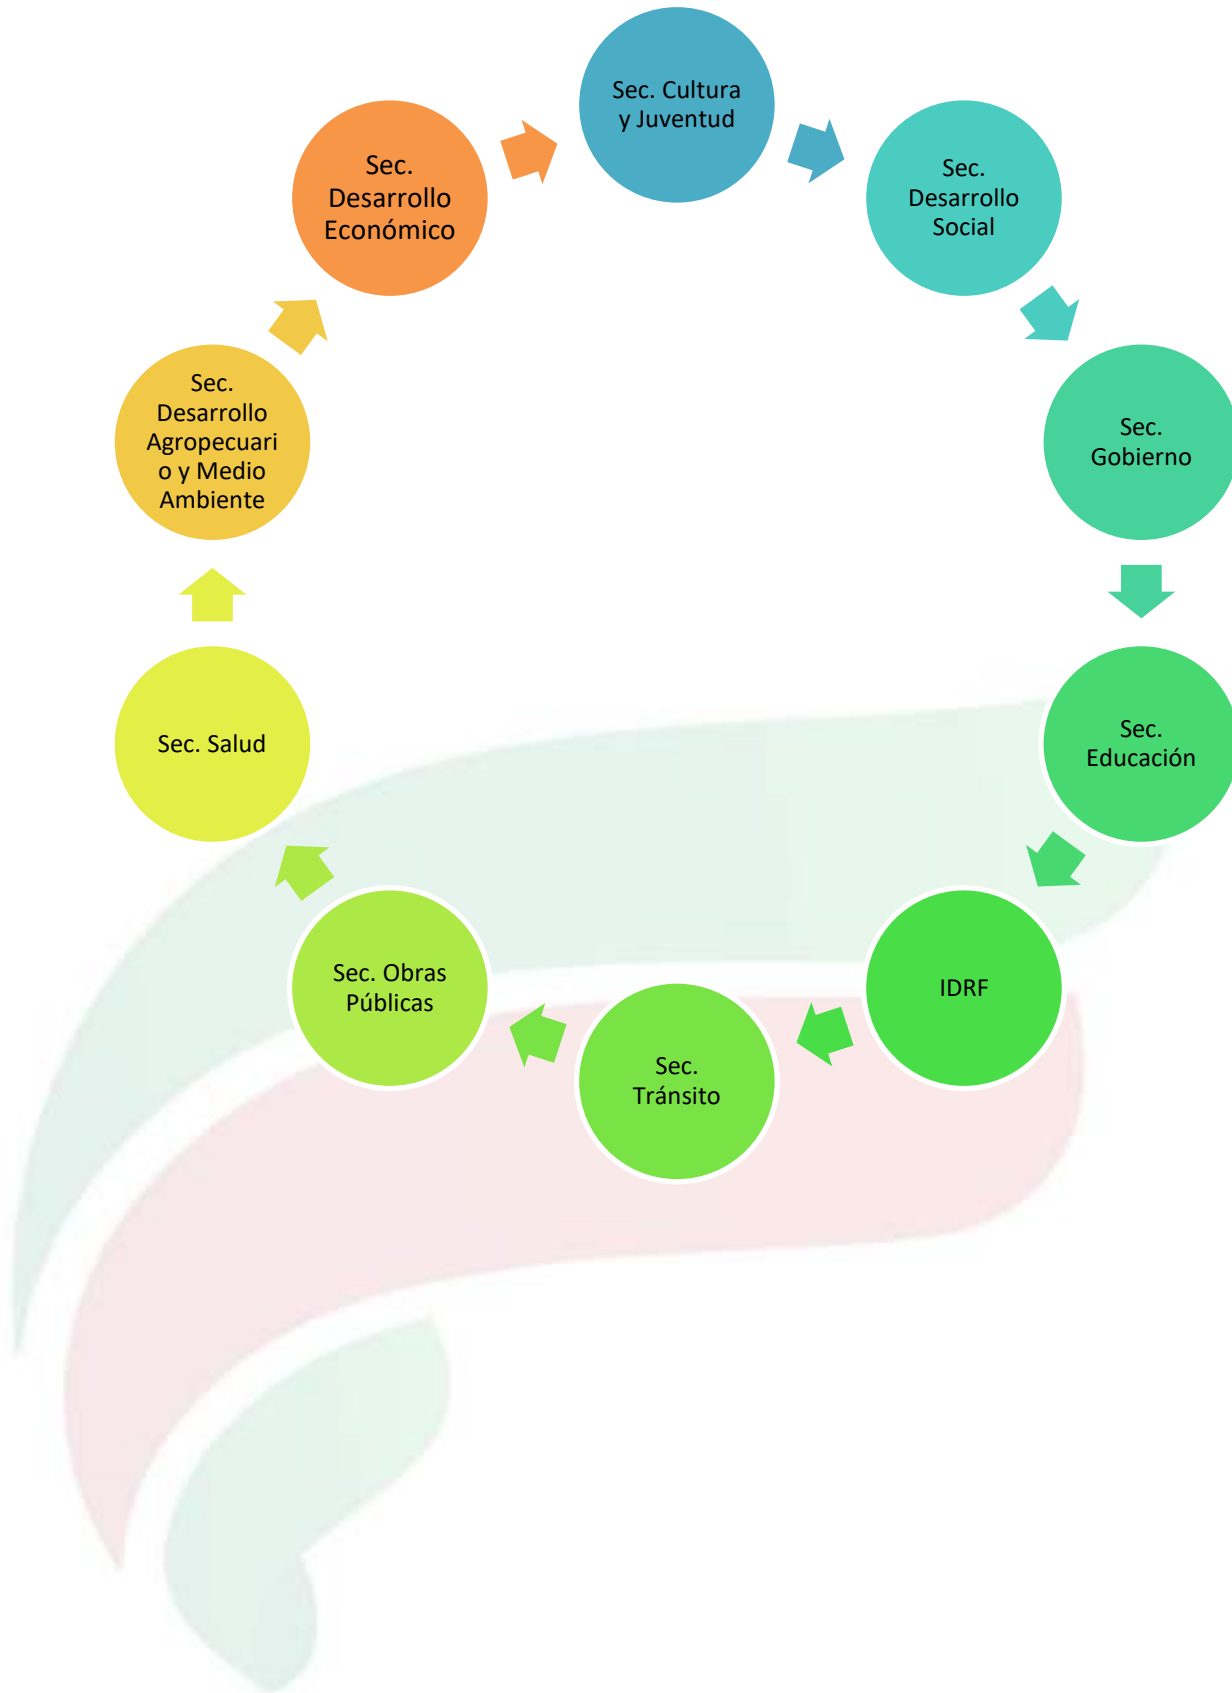 Sec. Cultura
y Juventud
Sec.
Desarrollo
Social
Sec.
Gobierno
Sec.
Educación
IDRF
Sec.
Tránsito
Sec. Obras
Públicas
Sec. Salud
Sec.
Desarrollo
Agropecuari
o y Medio
Ambiente
Sec.
Desarrollo
Económico